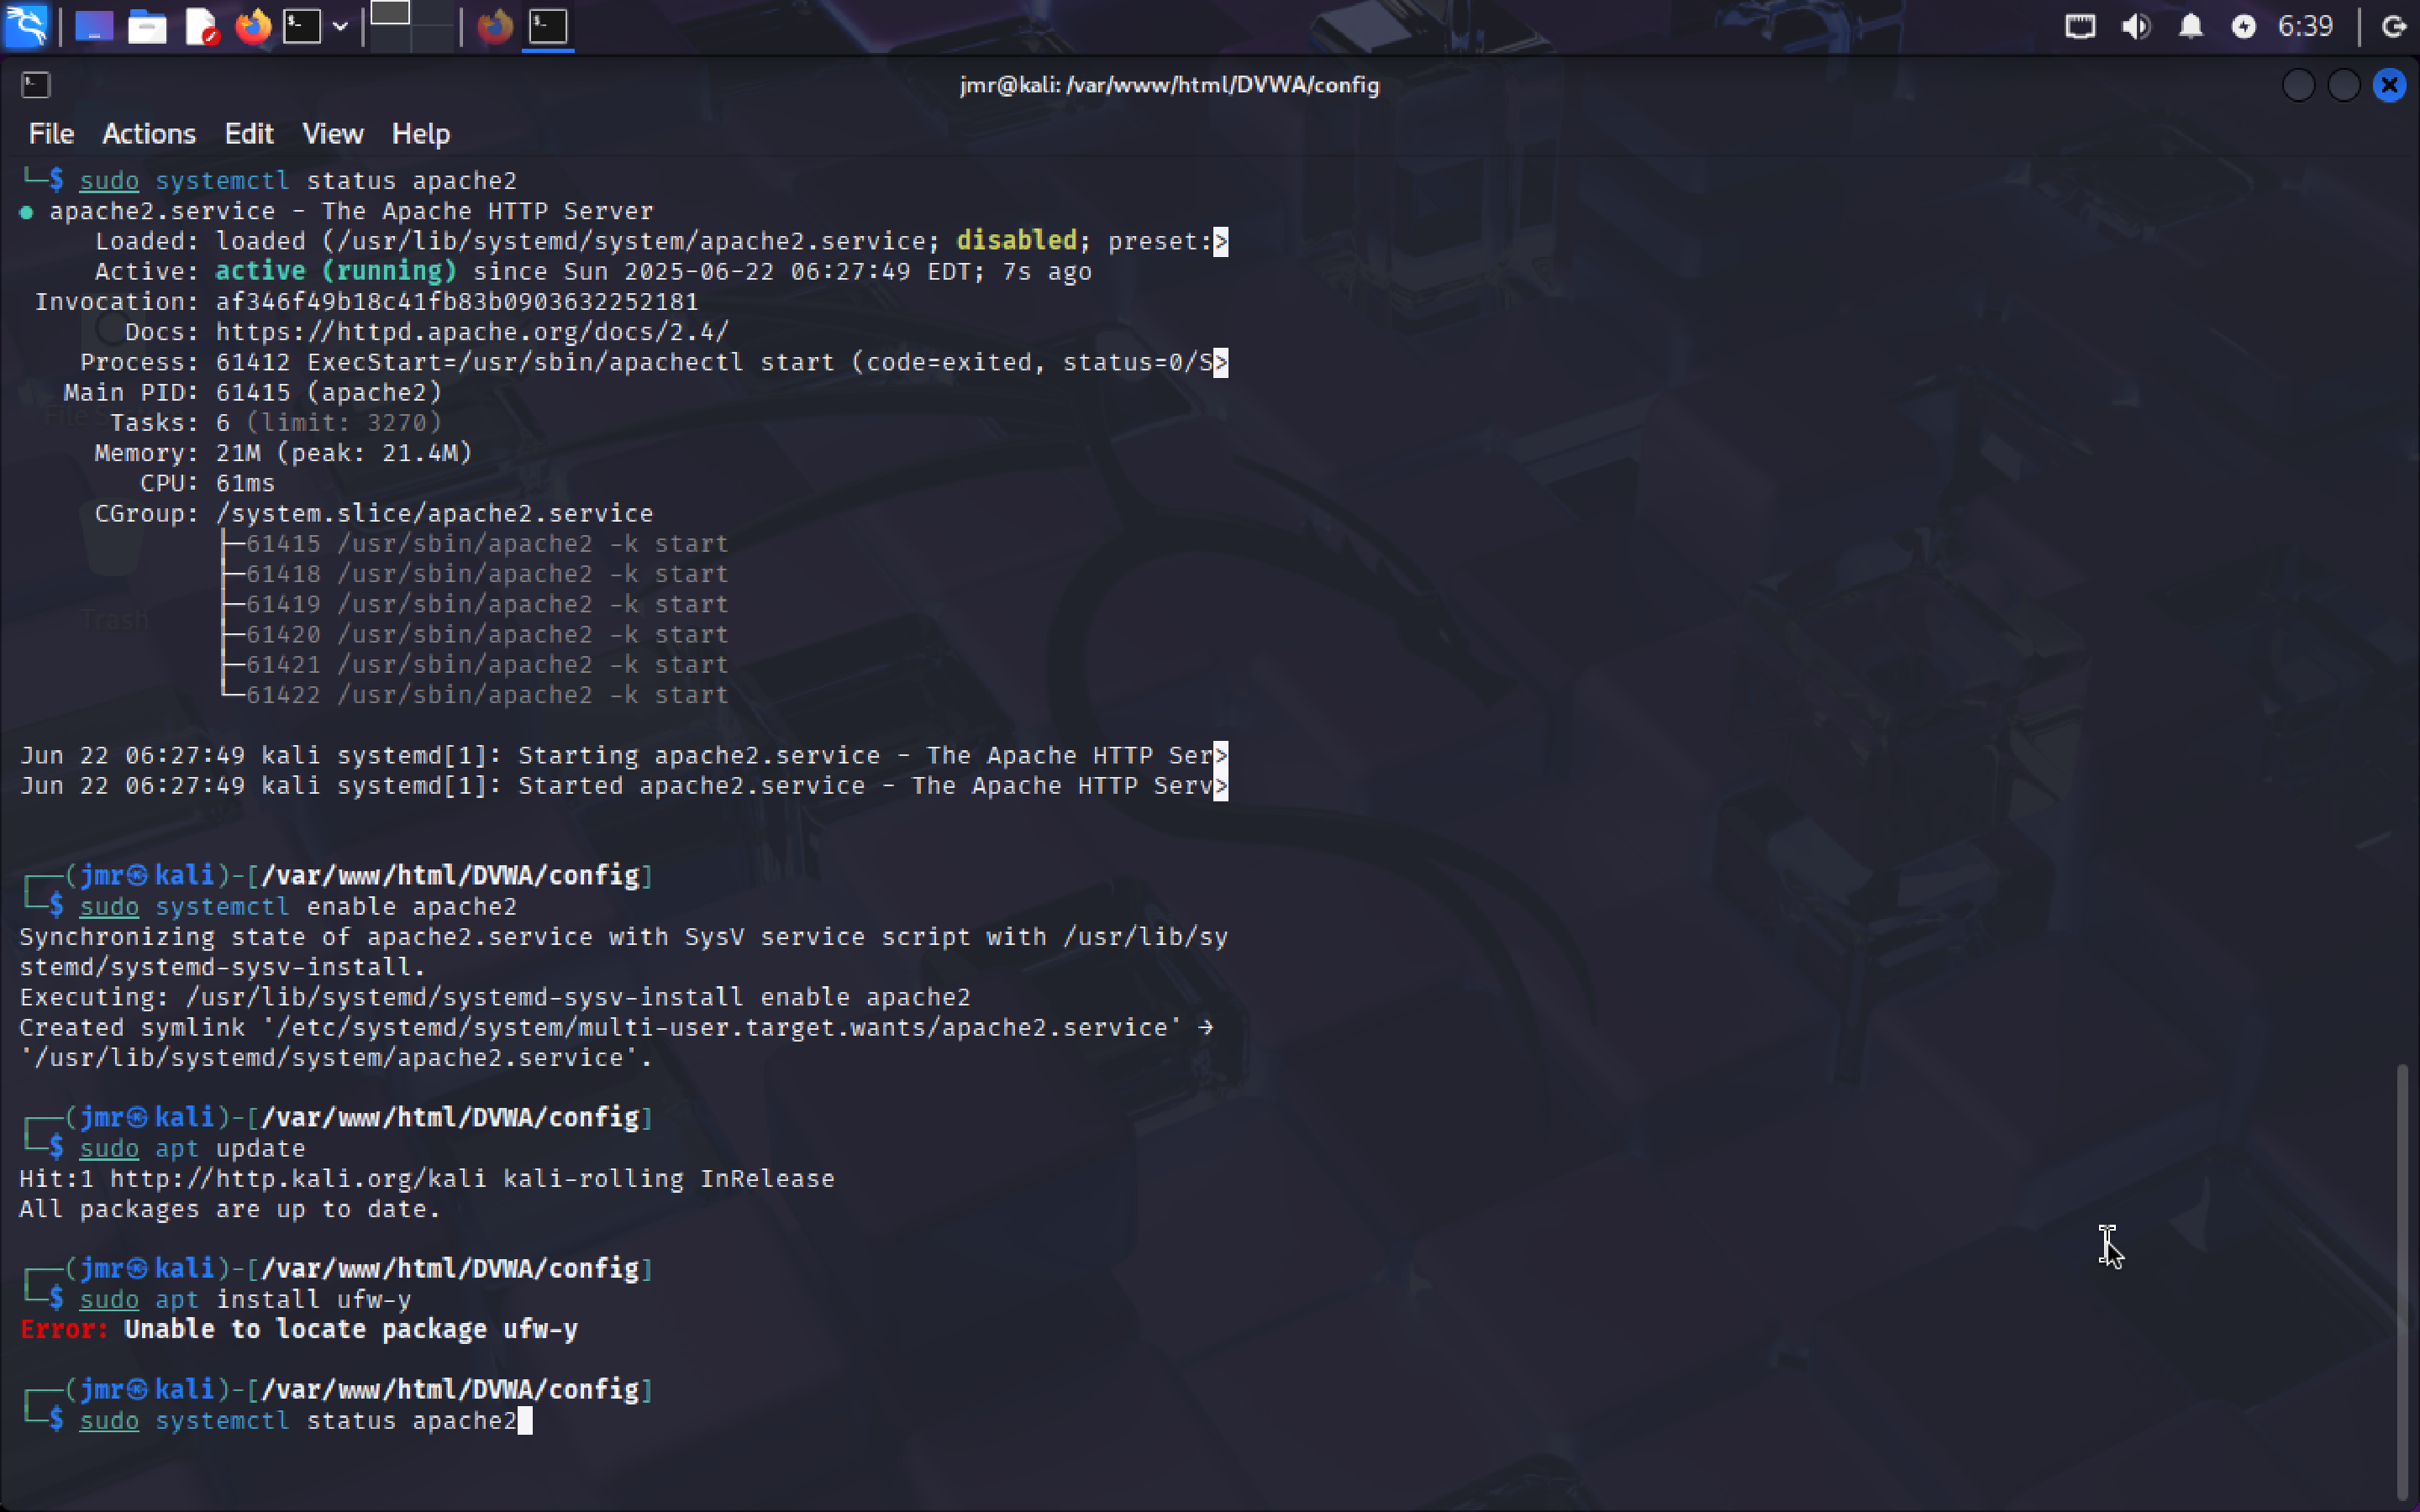 6:39
jmr@kali: /var/www/html/DVWA/config
File Actions Edit View Help
└─$ sudo systemctl status apache2
● apache2.service - The Apache HTTP Server
Loaded: loaded (/usr/lib/systemd/system/apache2.service; disabled; preset:>
Active: active (running) since Sun 2025-06-22 06:27:49 EDT; 7s ago
Invocation: af346f49b18c41fb83b0903632252181
Docs: https://httpd.apache.org/docs/2.4/
Process: 61412 ExecStart=/usr/sbin/apachectl start (code=exited, status=0/S>
Main PID: 61415 (apache2)
Tasks: 6 (limit: 3270)
Memory: 21M (peak: 21.4M)
CPU: 61ms
CGroup: /system.slice/apache2.service
├─61415 /usr/sbin/apache2 -k start
├─61418 /usr/sbin/apache2 -k start
├─61419 /usr/sbin/apache2 -k start
├─61420 /usr/sbin/apache2 -k start
├─61421 /usr/sbin/apache2 -k start
└─61422 /usr/sbin/apache2 -k start
Trash
Jun 22 06:27:49 kali systemd[1]: Starting apache2.service - The Apache HTTP Ser>
Jun 22 06:27:49 kali systemd[1]: Started apache2.service - The Apache HTTP Serv>
┌──(jmr㉿kali)-[/var/www/html/DVWA/config]
└─$ sudo systemctl enable apache2
Synchronizing state of apache2.service with SysV service script with /usr/lib/sy
stemd/systemd-sysv-install.
Executing: /usr/lib/systemd/systemd-sysv-install enable apache2
Created symlink '/etc/systemd/system/multi-user.target.wants/apache2.service' →
'/usr/lib/systemd/system/apache2.service'.
┌──(jmr㉿kali)-[/var/www/html/DVWA/config]
└─$ sudo apt update
Hit:1 http://http.kali.org/kali kali-rolling InRelease
All packages are up to date.
┌──(jmr㉿kali)-[/var/www/html/DVWA/config]
└─$ sudo apt install ufw-y
Error: Unable to locate package ufw-y
┌──(jmr㉿kali)-[/var/www/html/DVWA/config]
└─$ sudo systemctl status apache2